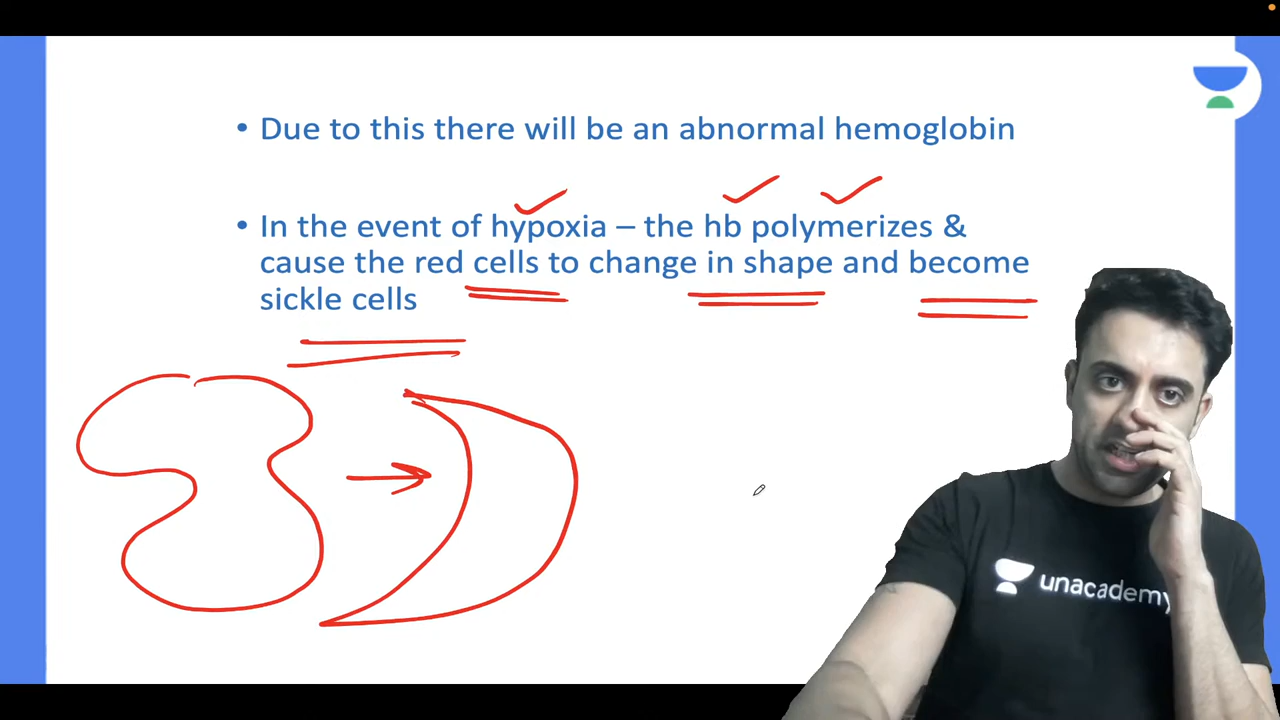 • Due to this there will be an abnormal hemoglobin
• In the event of hypoxia – the hb polymerizes &
cause the red cells to change in shape and become
sickle cells
unacademy